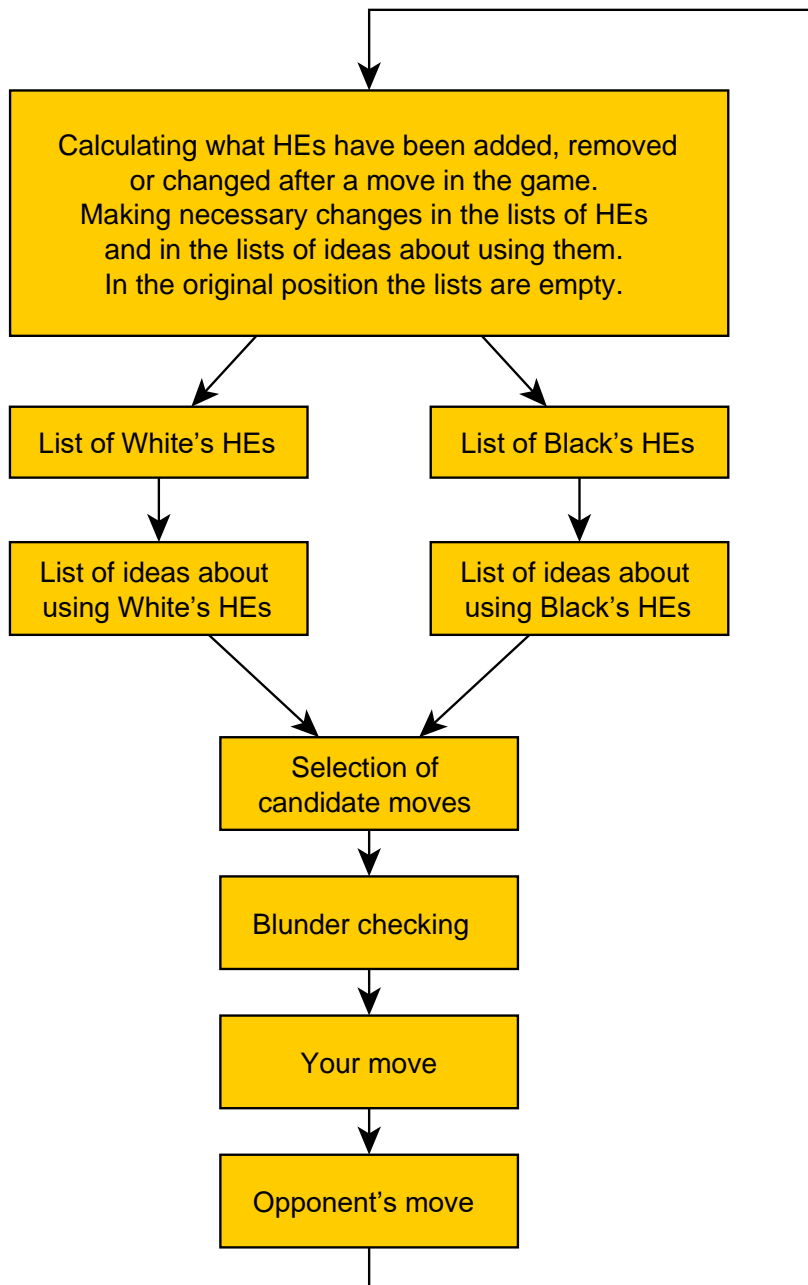 Calculating what HEs have been added, removed
or changed after a move in the game.
Making necessary changes in the lists of HEs
and in the lists of ideas about using them.
In the original position the lists are empty.
List of White’s HEs
List of Black’s HEs
List of ideas about
using White’s HEs
List of ideas about
using Black’s HEs
Selection of
candidate moves
Blunder checking
Your move
Opponent’s move